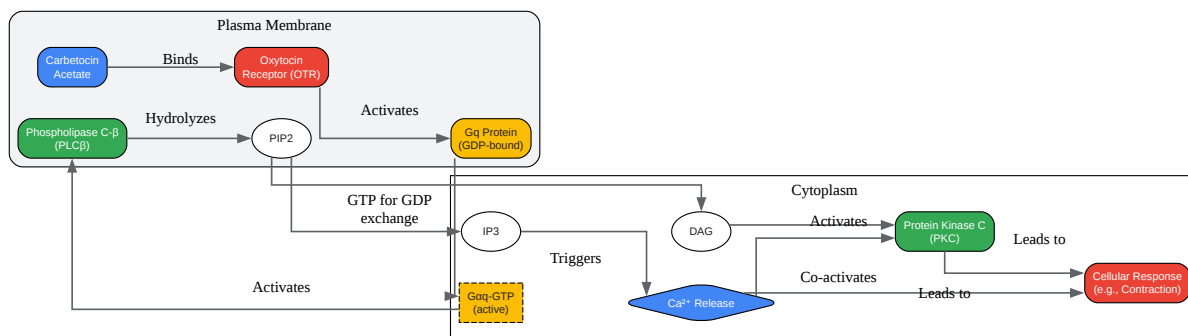 Plasma Membrane
Carbetocin
Acetate
Binds
Oxytocin
Receptor (OTR)
Activates
Phospholipase C-β
(PLCβ)
Hydrolyzes
PIP2
Gq Protein
(GDP-bound)
Cytoplasm
GTP for GDP
exchange
IP3
DAG
Activates
Protein Kinase C
(PKC)
Leads to
Triggers
Activates
Gαq-GTP
(active)
Ca²⁺ Release
Co-activates
Leads to
Cellular Response
(e.g., Contraction)